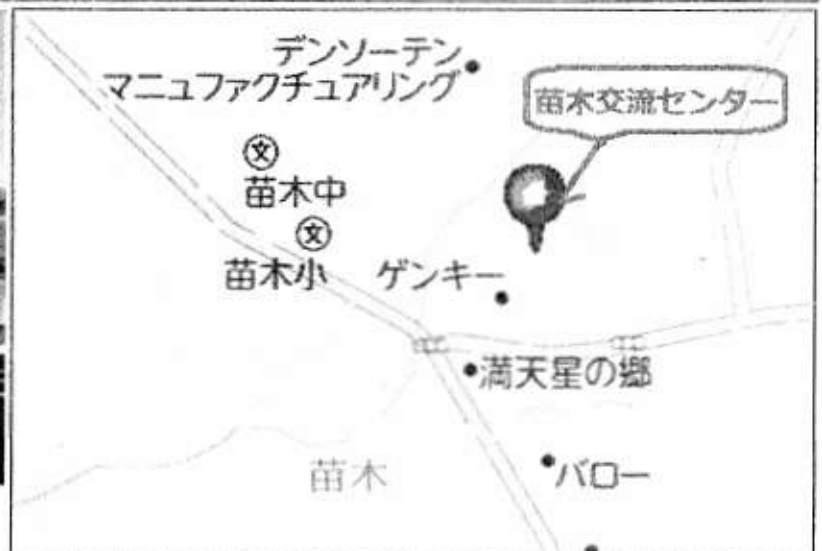 デンソーテン
マニュファクチュアリング
苗木交流センター
文
苗木中
文
苗木小
ゲンキー
満天星の郷
バロー
苗木